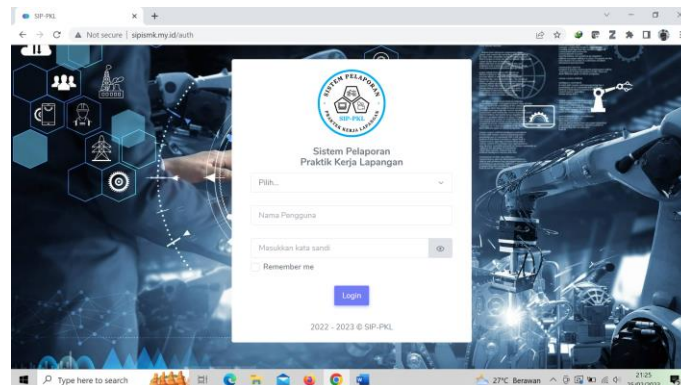 SIP-PKL
Not secure | sipismk.my.id/auth
SISTEM PELAPORAN
SIP-PKL
PRAKTEK KERJA LAPANGAN
Sistem Pelaporan
Praktik Kerja Lapangan
Pilih...
Nama Pengguna
Masukkan kata sandi
Remember me
Login
2022 - 2023 © SIP-PKL
Type here to search
27°C Berawan
21:25